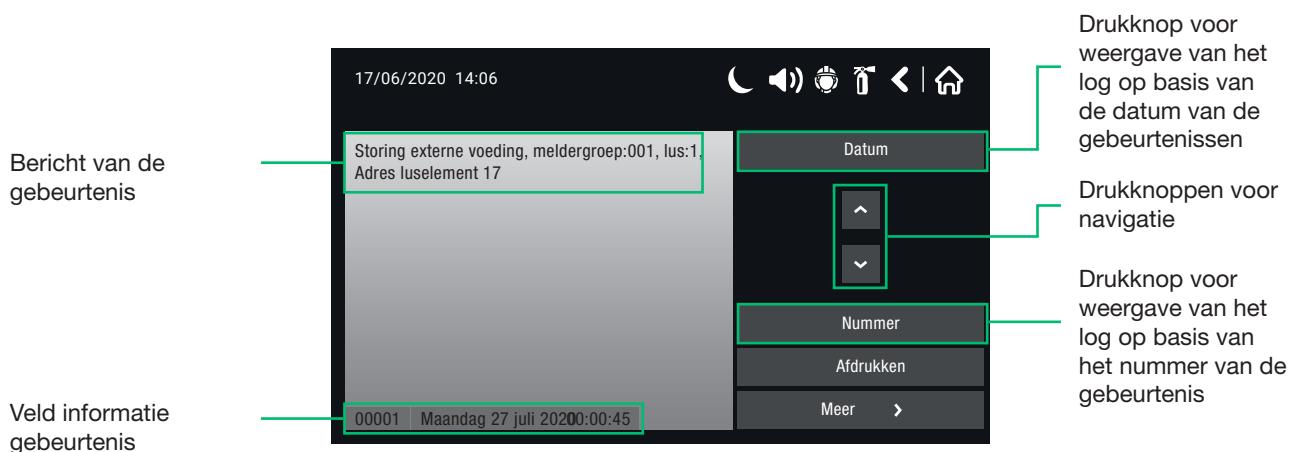 Drukknop voor
weergave van het
log op basis van
de datum van de
gebeurtenissen
17/06/2020 14:06
Bericht van de
gebeurtenis
Storing externe voeding, meldergroep:001, lus:1,
Adres luselement 17
Datum
Drukknoppen voor
navigatie
Drukknop voor
weergave van het
log op basis van
het nummer van de
gebeurtenis
Nummer
Afdrukken
Meer
Veld informatie
gebeurtenis
00001 Maandag 27 juli 2020 00:00:45